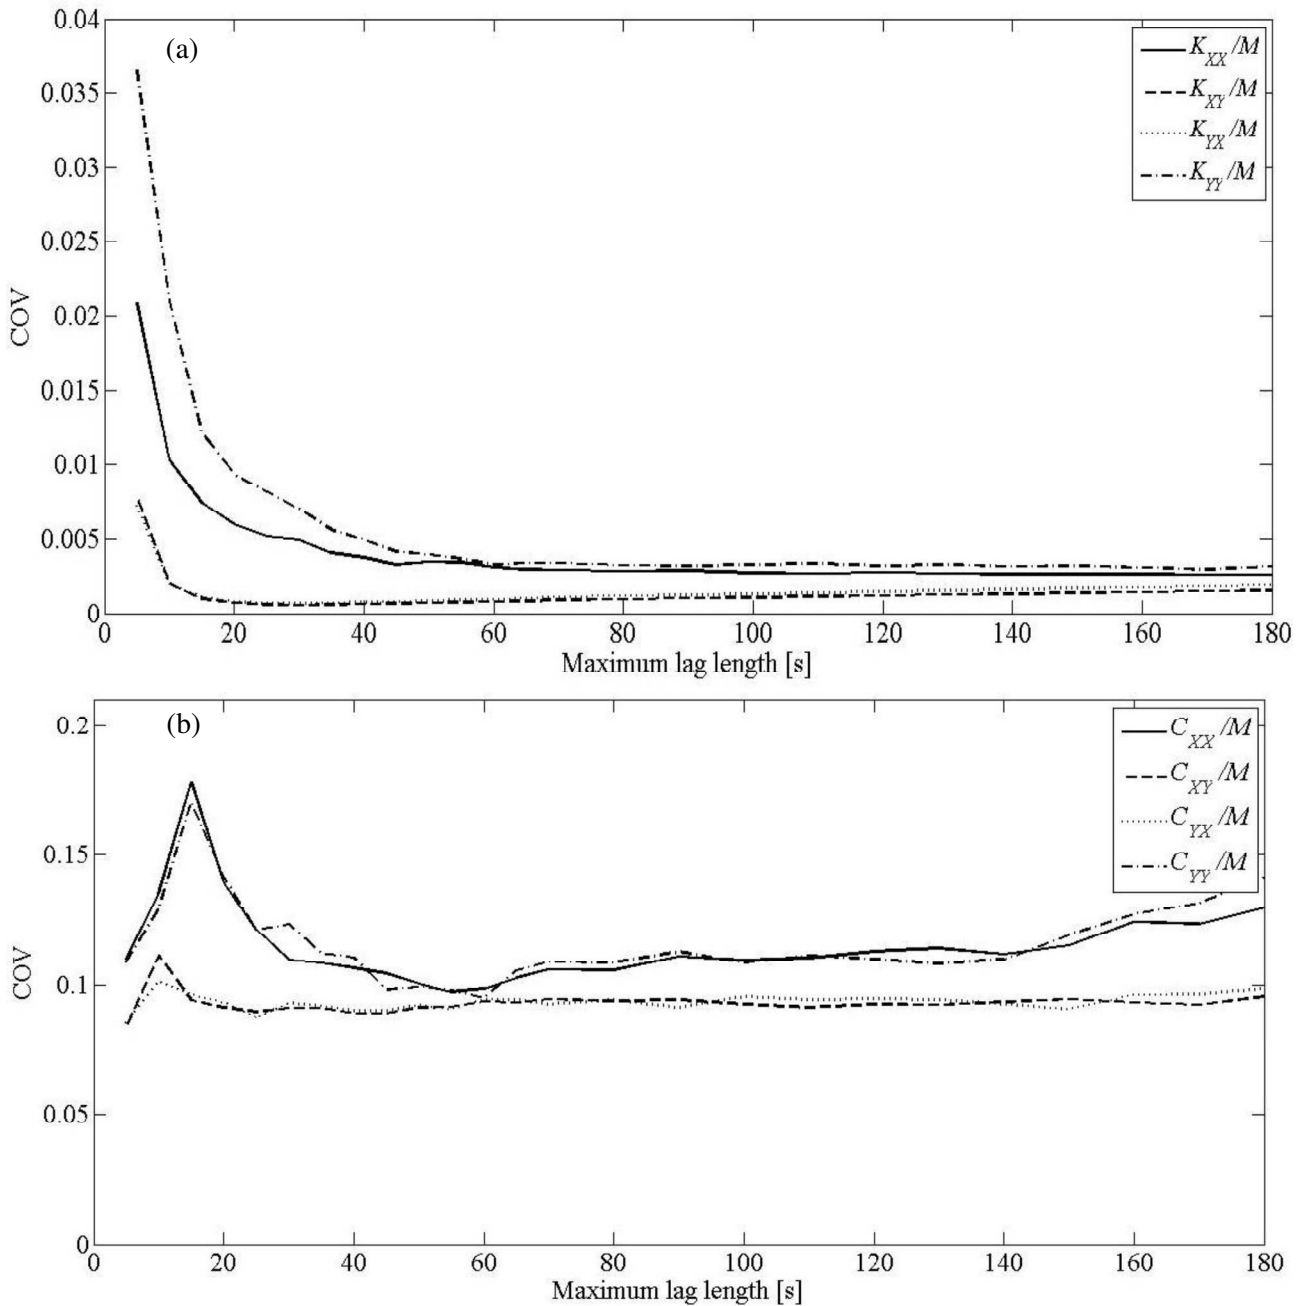 (a)
0.04
0.035
0.03
0.025
0.02
0.015
0.01
0.005
0
COV
K_XX/M
K_XY/M
K_YX/M
K_YY/M
0 20 40 60 80 100 120 140 160 180
Maximum lag length [s]
(b)
0.2
0.15
0.1
0.05
0
COV
C_XX/M
C_XY/M
C_YX/M
C_YY/M
0 20 40 60 80 100 120 140 160 180
Maximum lag length [s]